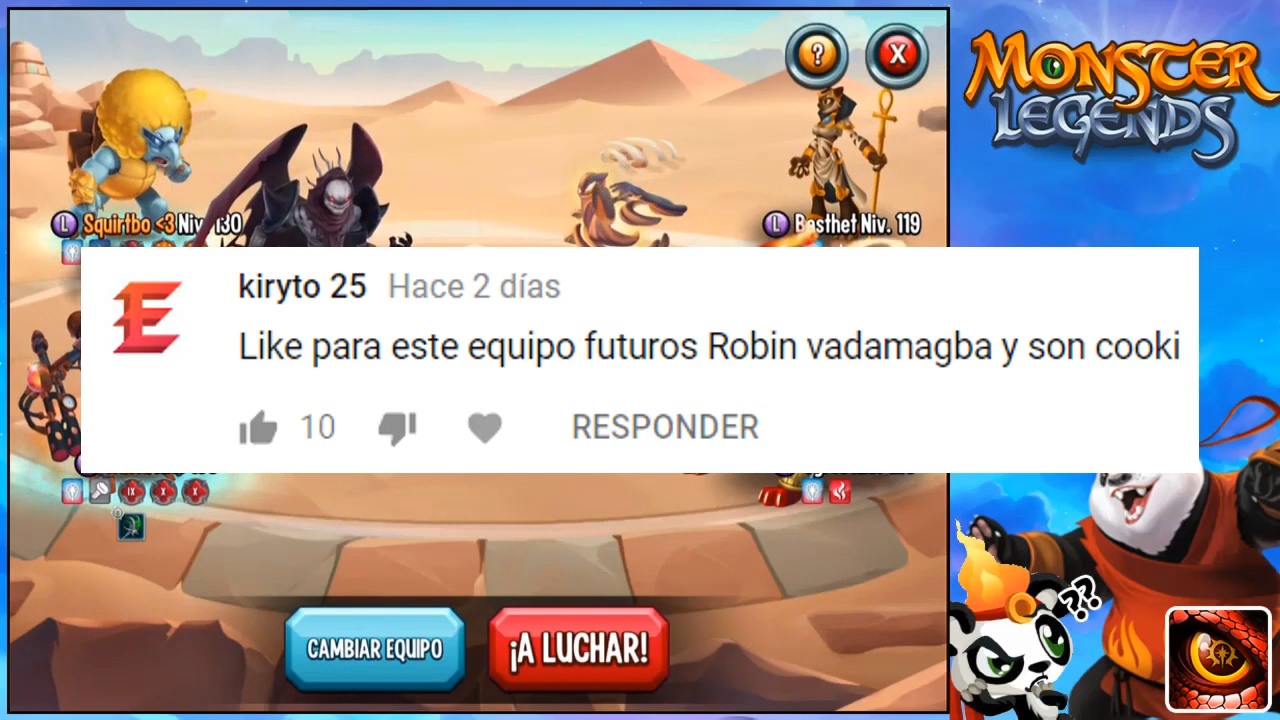 MONSTER
LEGENDS
?
X
L Squirtbo <3 Niv. 130
L Basthet Niv. 119
kiryto 25 Hace 2 días
Like para este equipo futuros Robin vadamagba y son cooki
10 RESPONDER
IX X X
??
CAMBIAR EQUIPO
¡A LUCHAR!